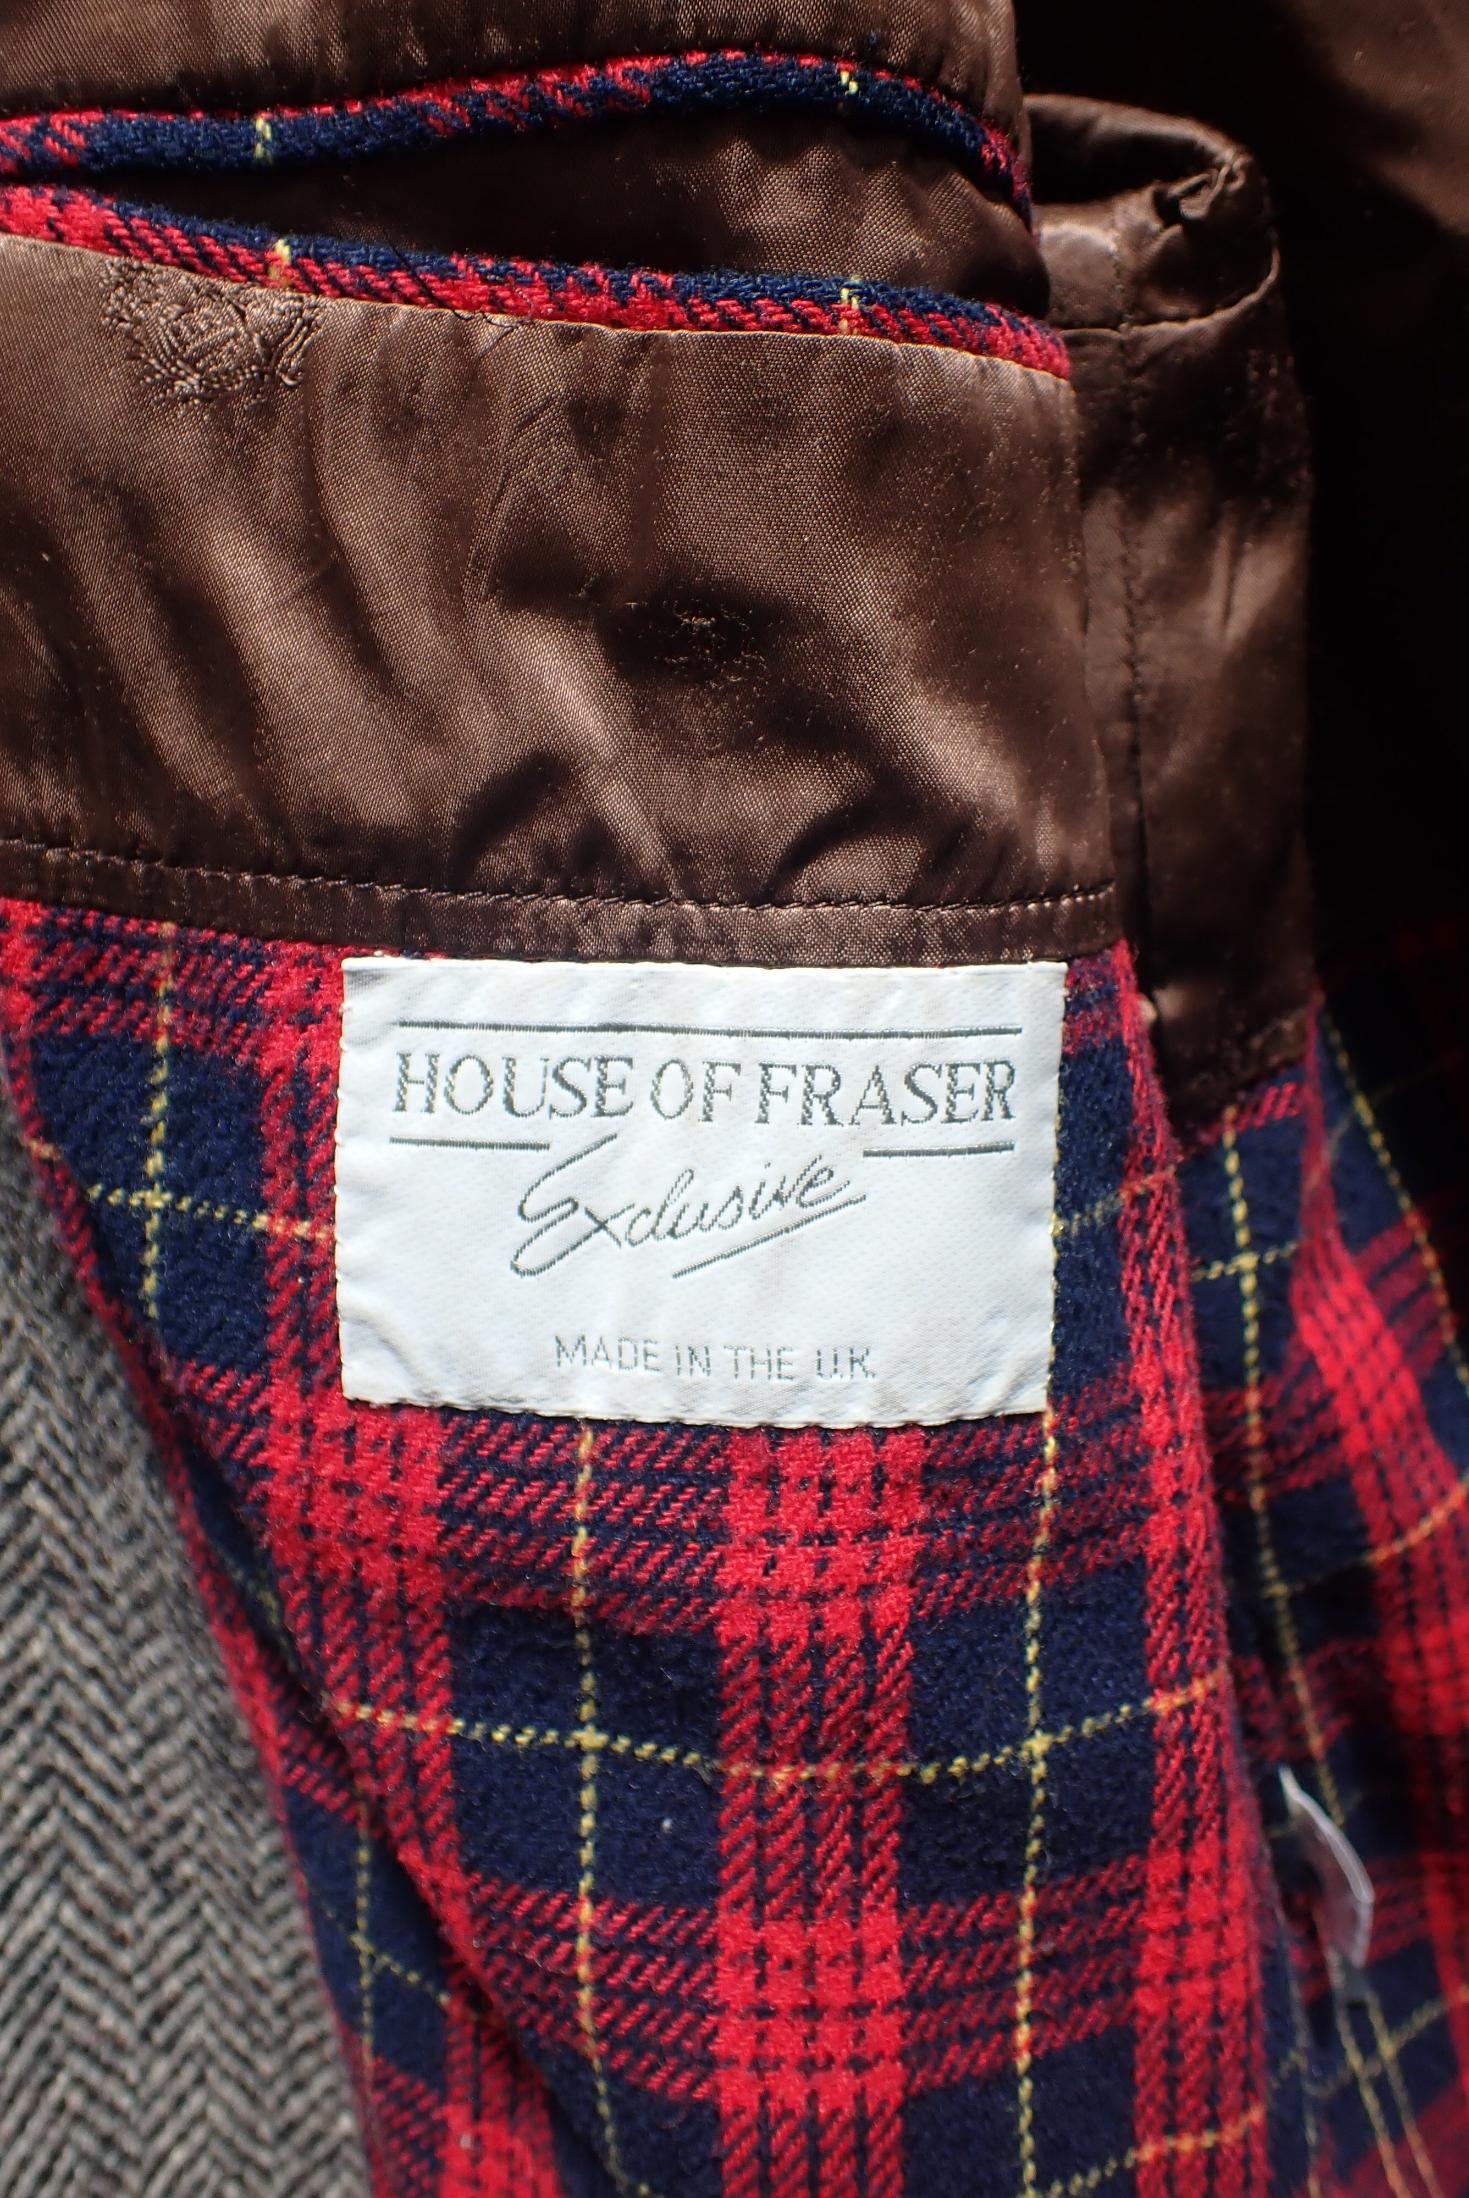 HOUSE OF FRASER
Exclusive
MADE IN THE U.K.